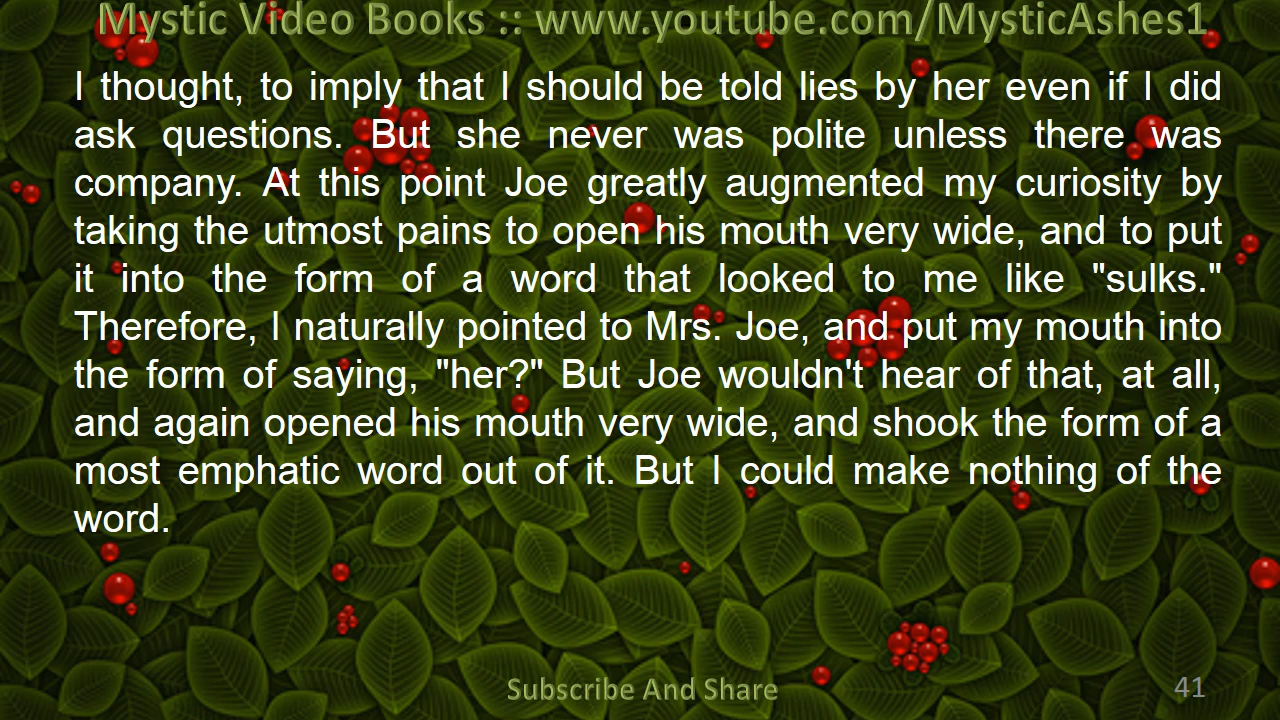 Mystic Video Books :: www.youtube.com/MysticAshes1
I thought, to imply that I should be told lies by her even if I did
ask questions. But she never was polite unless there was
company. At this point Joe greatly augmented my curiosity by
taking the utmost pains to open his mouth very wide, and to put
it into the form of a word that looked to me like "sulks."
Therefore, I naturally pointed to Mrs. Joe, and put my mouth into
the form of saying, "her?" But Joe wouldn't hear of that, at all,
and again opened his mouth very wide, and shook the form of a
most emphatic word out of it. But I could make nothing of the
word.
Subscribe And Share
41